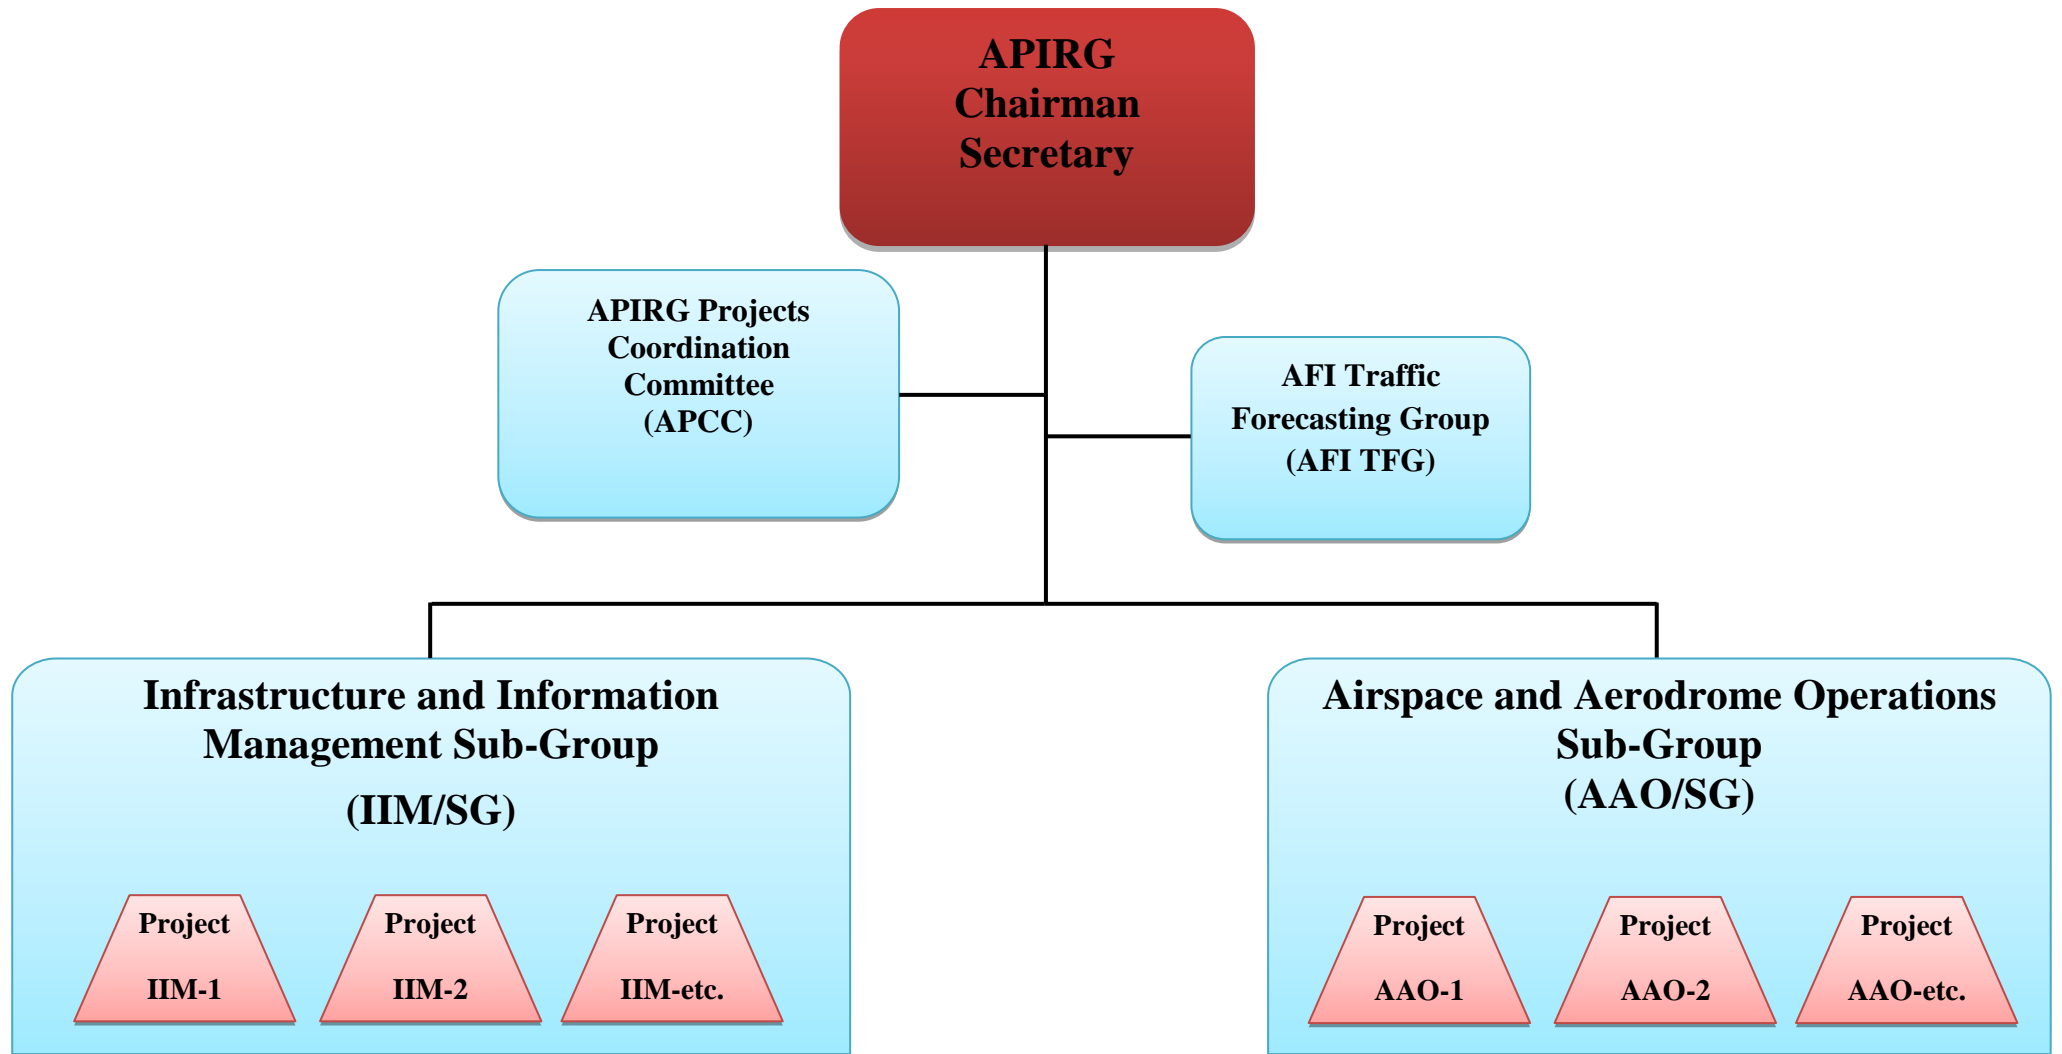 APIRG
Chairman
Secretary
APIRG Projects
Coordination
Committee
(APCC)
AFI Traffic
Forecasting Group
(AFI TFG)
Infrastructure and Information
Management Sub-Group
(IIM/SG)
Project
IIM-1
Project
IIM-2
Project
IIM-etc.
Airspace and Aerodrome Operations
Sub-Group
(AAO/SG)
Project
AAO-1
Project
AAO-2
Project
AAO-etc.